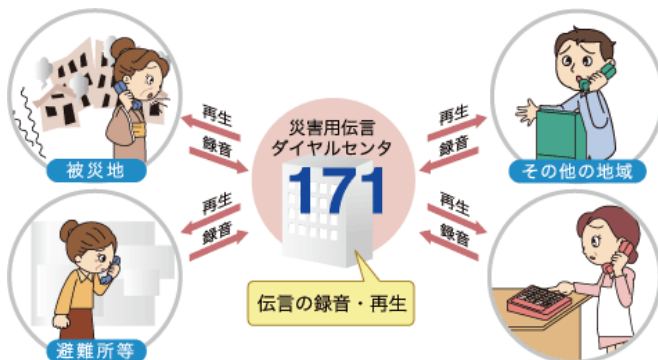 再生
録音
被災地
災害用伝言
ダイヤルセンタ
171
再生
録音
その他の地域
再生
録音
避難所等
伝言の録音・再生
再生
録音